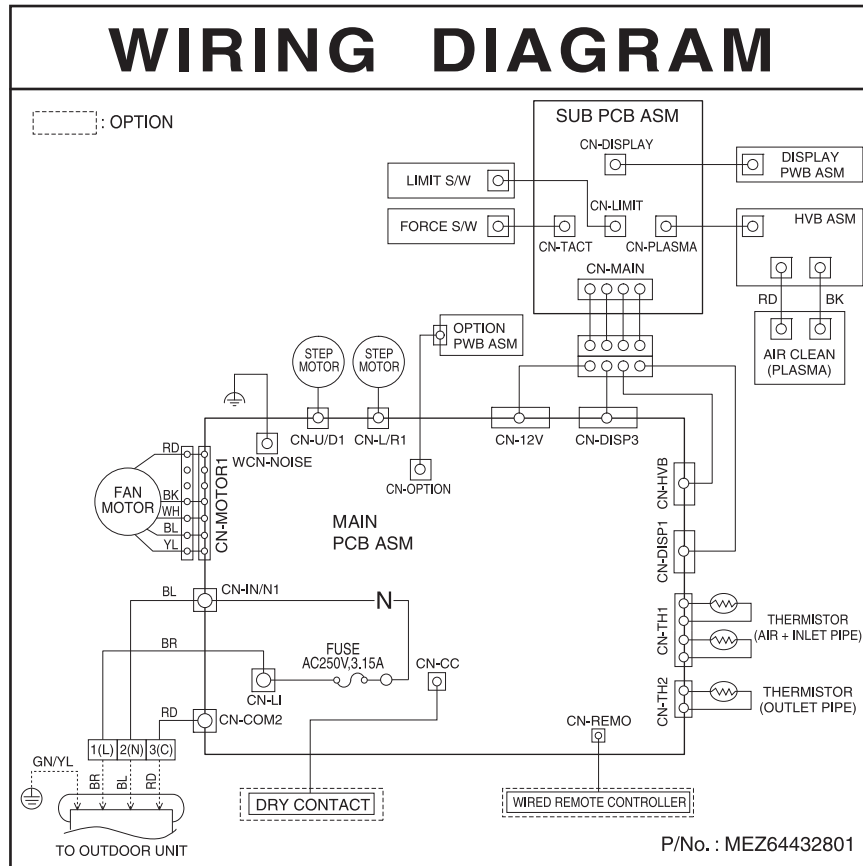 WIRING DIAGRAM
: OPTION
SUB PCB ASM
CN-DISPLAY
DISPLAY
PWB ASM
LIMIT S/W
CN-LIMIT
FORCE S/W
CN-TACT
CN-PLASMA
HVB ASM
CN-MAIN
RD
BK
AIR CLEAN
(PLASMA)
OPTION
PWB ASM
STEP
MOTOR
STEP
MOTOR
CN-U/D1
CN-L/R1
CN-12V
CN-DISP3
WCN-NOISE
CN-OPTION
CN-HVB
RD
BK
WH
BL
YL
FAN
MOTOR
CN-MOTOR1
MAIN
PCB ASM
CN-DISP1
BL
CN-IN/N1
N
CN-TH1
THERMISTOR
(AIR + INLET PIPE)
BR
FUSE
AC250V,3.15A
CN-CC
CN-LI
CN-TH2
THERMISTOR
(OUTLET PIPE)
RD
CN-COM2
CN-REMO
1(L) 2(N) 3(C)
GN/YL
BR
BL
RD
DRY CONTACT
WIRED REMOTE CONTROLLER
TO OUTDOOR UNIT
P/No. : MEZ64432801